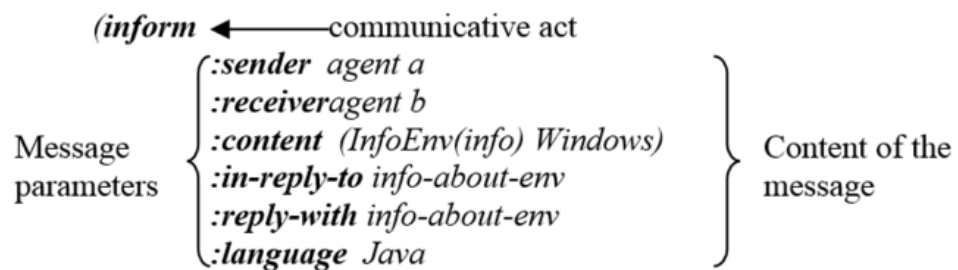 (inform communicative act
:sender agent a
:receiveragent b
:content (InfoEnv(info) Windows)
Message parameters
:in-reply-to info-about-env
:reply-with info-about-env
:language Java
Content of the message